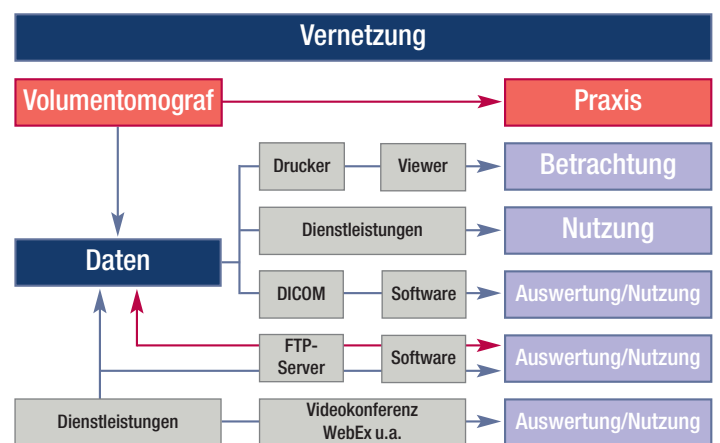 Vernetzung
Volumentomograf
Praxis
Drucker
Viewer
Betrachtung
Dienstleistungen
Nutzung
Daten
DICOM
Software
Auswertung/Nutzung
FTP-
Server
Software
Auswertung/Nutzung
Dienstleistungen
Videokonferenz
WebEx u.a.
Auswertung/Nutzung